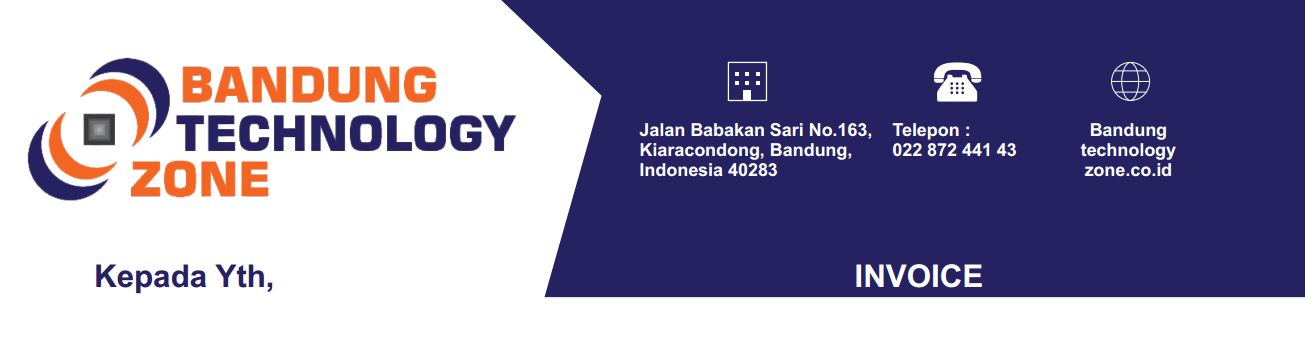 BANDUNG
TECHNOLOGY
ZONE
Jalan Babakan Sari No.163,
Kiaracondong, Bandung,
Indonesia 40283
Telepon :
022 872 441 43
Bandung
technology
zone.co.id
Kepada Yth,
INVOICE